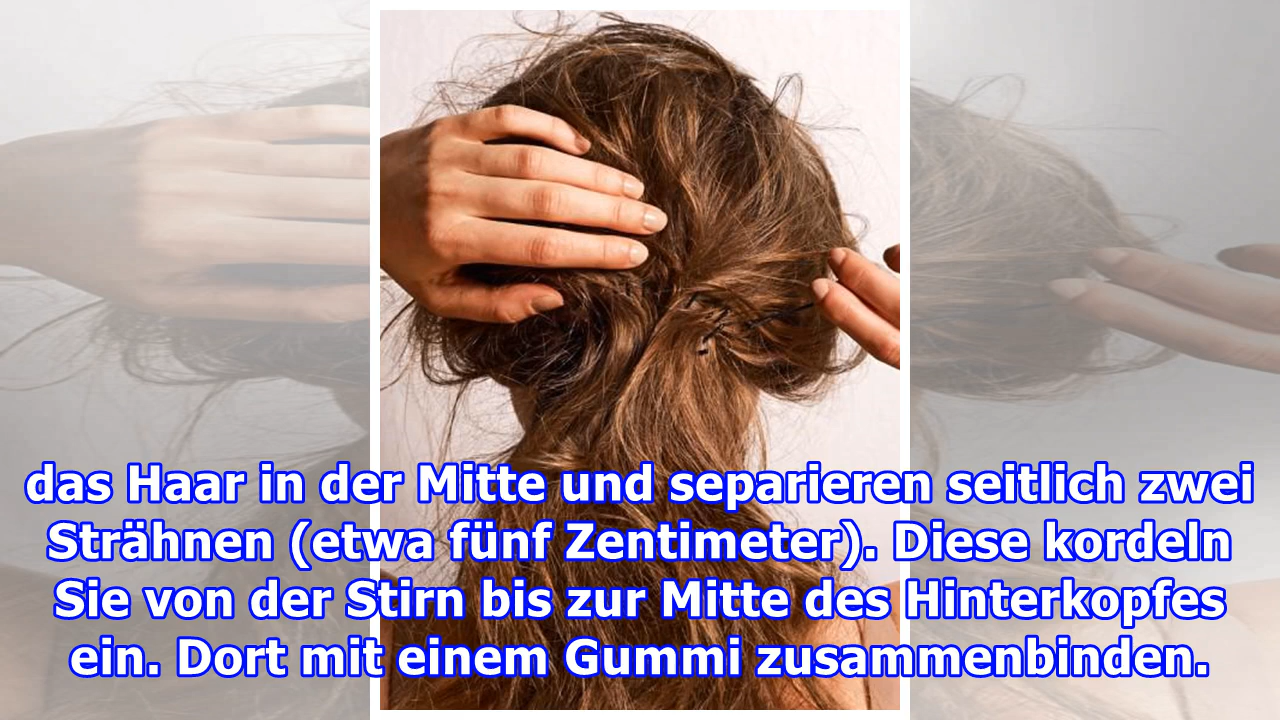 das Haar in der Mitte und separieren seitlich zwei
Strähnen (etwa fünf Zentimeter). Diese kordeln
Sie von der Stirn bis zur Mitte des Hinterkopfes
ein. Dort mit einem Gummi zusammenbinden.